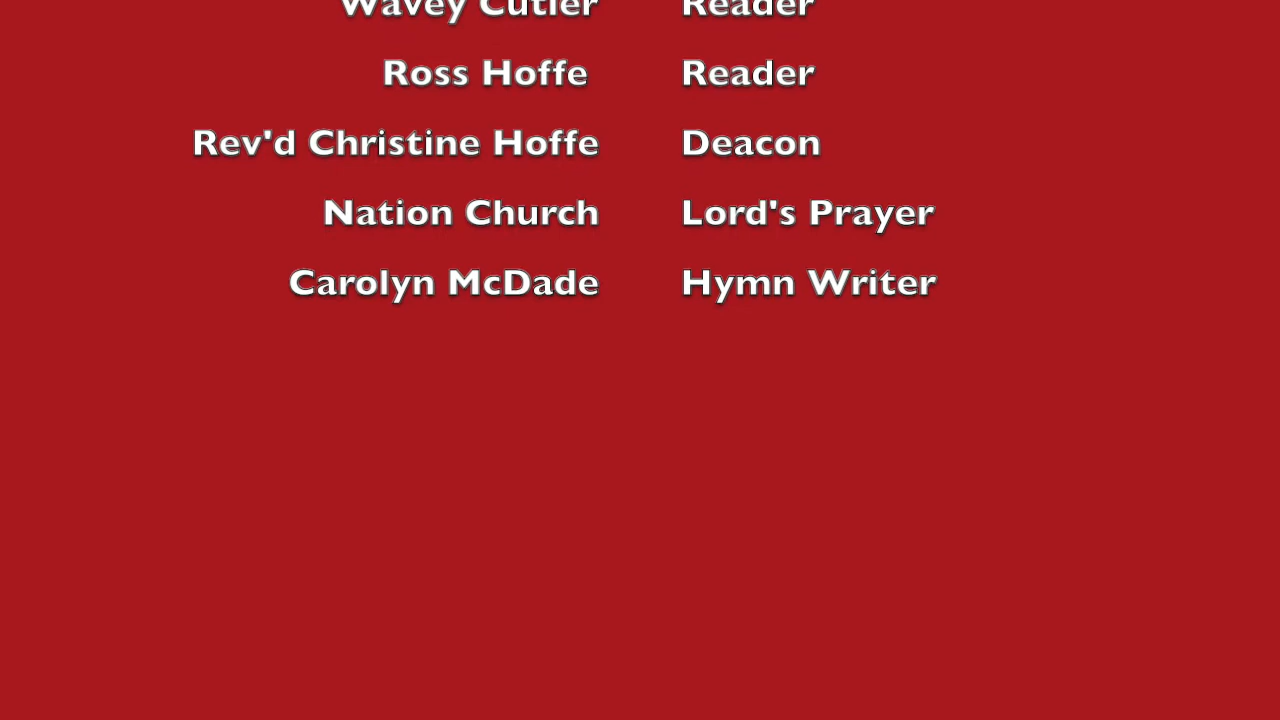 Wavey Cutler Reader
Ross Hoffe Reader
Rev'd Christine Hoffe Deacon
Nation Church Lord's Prayer
Carolyn McDade Hymn Writer